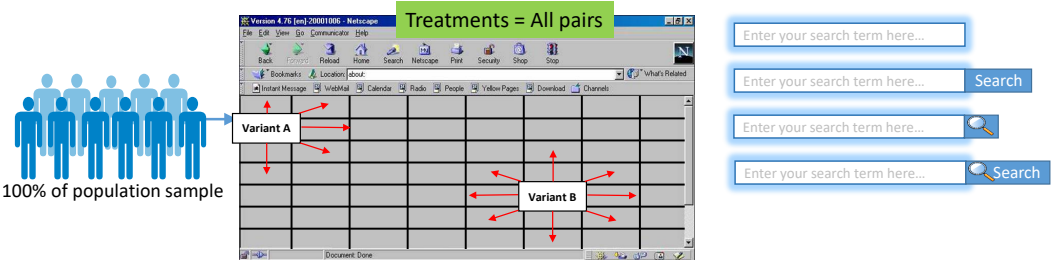 Treatments = All pairs
Version 4.76 [en]-20001006 - Netscape
File Edit View Go Communicator Help
Back Forward Reload Home Search Netscape Print Security Shop Stop
Bookmarks Location: about: What's Related
Instant Message WebMail Calendar Radio People Yellow Pages Download Channels
Variant A
Variant B
100% of population sample
Document: Done
Enter your search term here...
Enter your search term here... Search
Enter your search term here...
Enter your search term here... Search